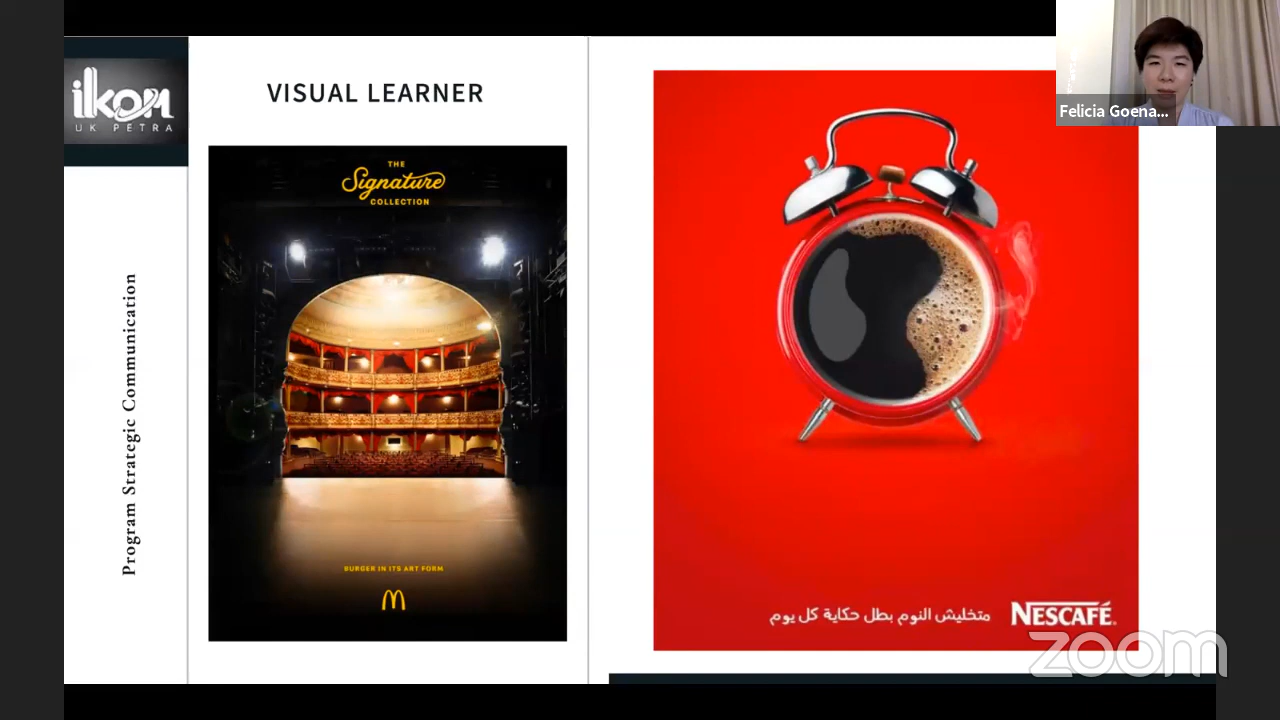 ilkom
UK PETRA
Program Strategic Communication
VISUAL LEARNER
THE
Signature
COLLECTION
BURGER IN ITS ART FORM
متخليش النوم بطل حكاية كل يوم
NESCAFÉ.
Felicia Goena...
zoom